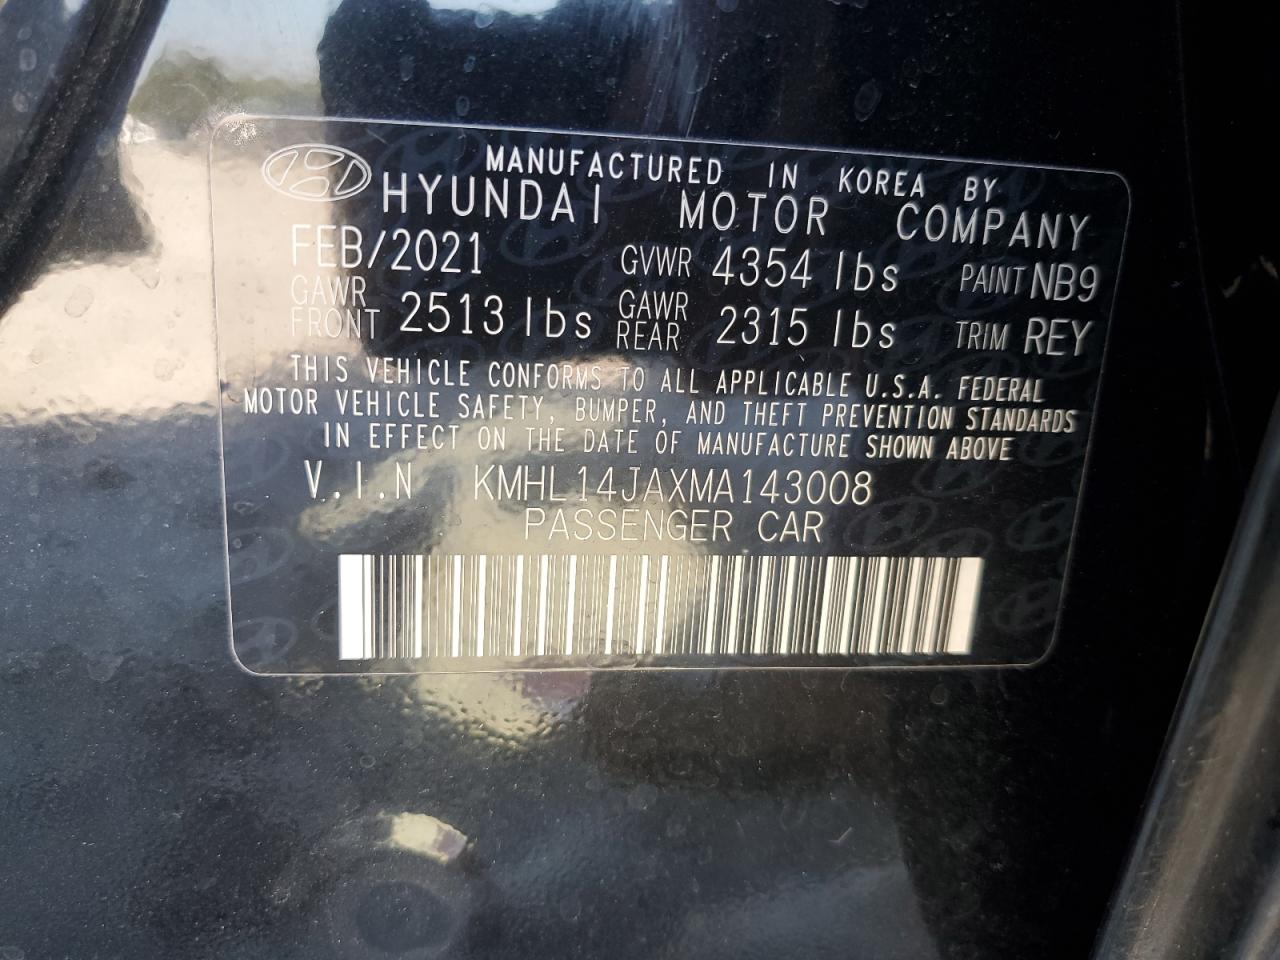 MANUFACTURED IN KOREA BY
HYUNDAI MOTOR COMPANY
FEB/2021 GVWR 4354 lbs PAINT NB9
GAWR FRONT 2513 lbs GAWR REAR 2315 lbs TRIM REY
THIS VEHICLE CONFORMS TO ALL APPLICABLE U.S.A. FEDERAL
MOTOR VEHICLE SAFETY, BUMPER, AND THEFT PREVENTION STANDARDS
IN EFFECT ON THE DATE OF MANUFACTURE SHOWN ABOVE
V.I.N KMHL14JAXMA143008
PASSENGER CAR